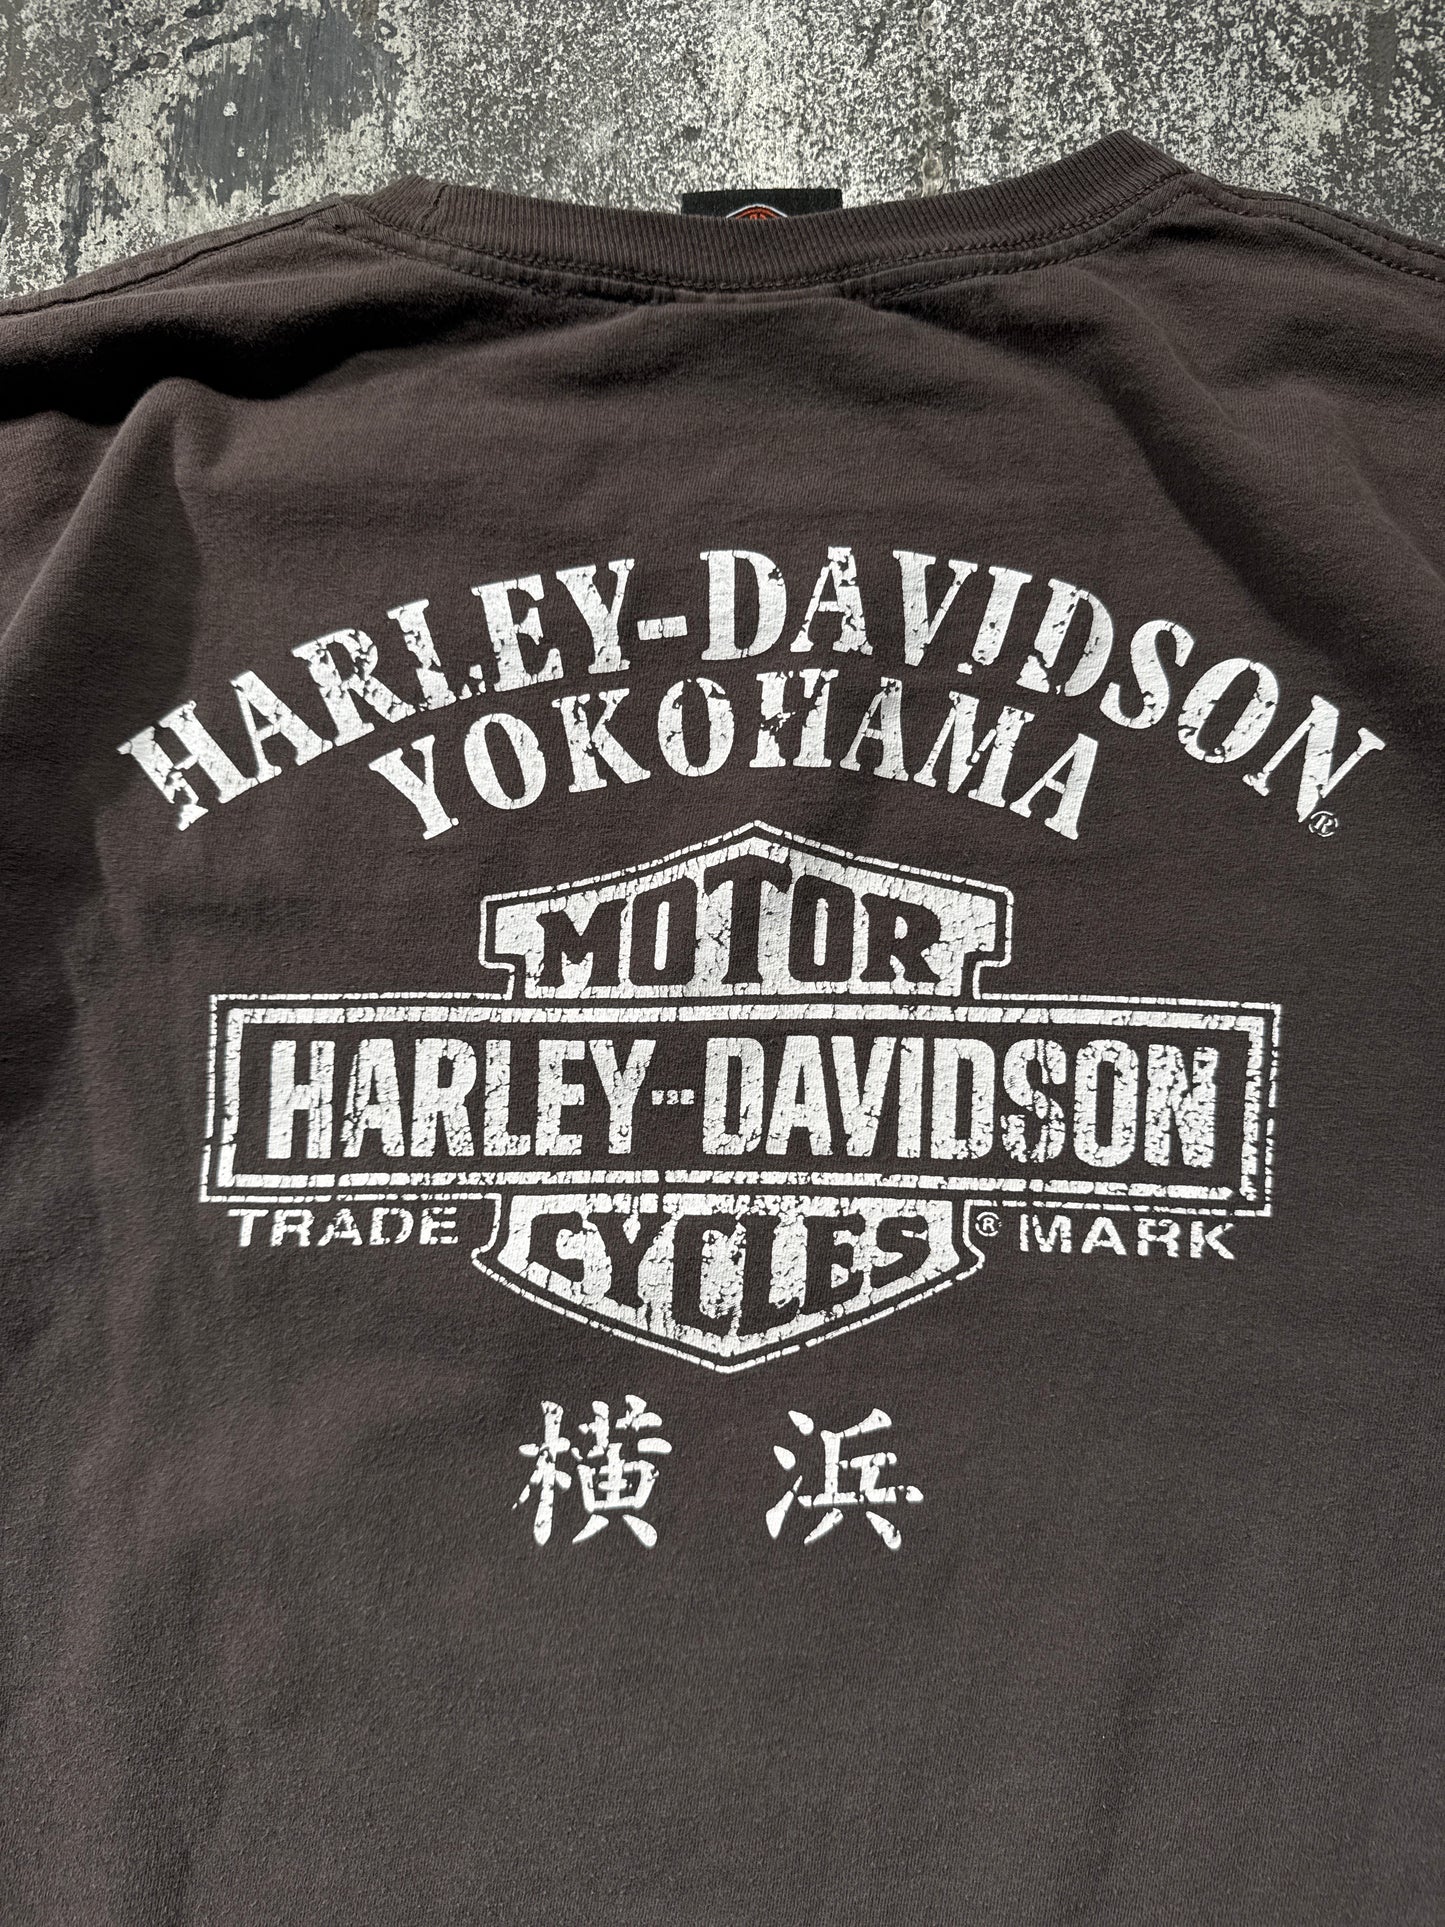 HARLEY-DAVIDSON®
YOKOHAMA
MOTOR
HARLEY-DAVIDSON
TRADE ® MARK
CYCLES
横浜